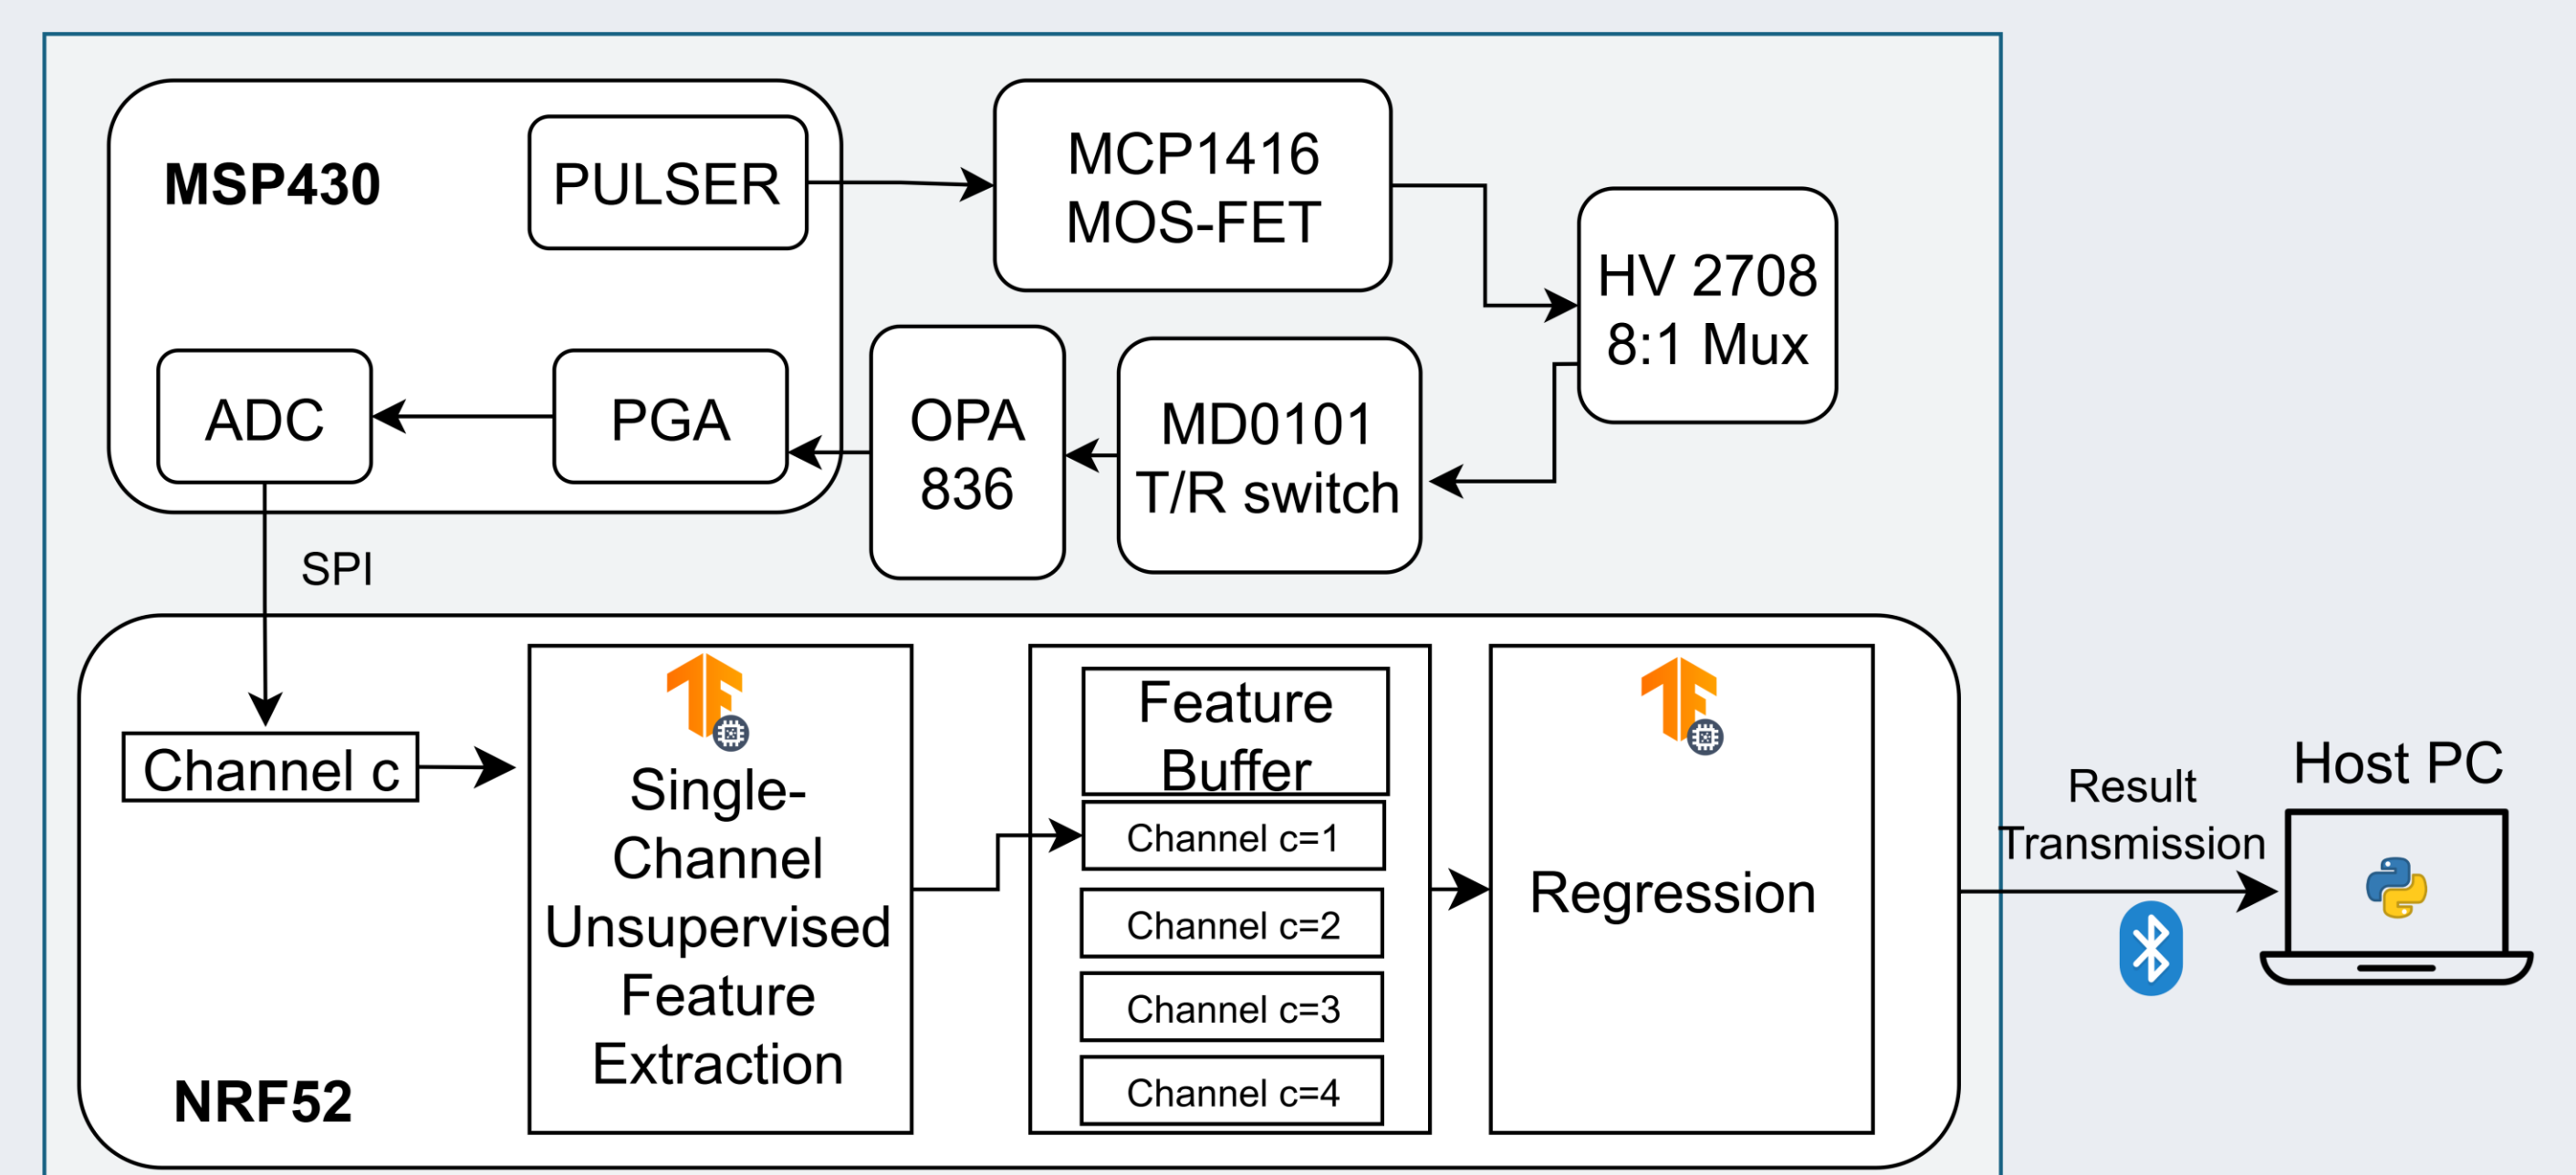 MSP430
PULSER
MCP1416
MOS-FET
HV 2708
8:1 Mux
ADC
PGA
OPA
836
MD0101
T/R switch
SPI
Channel c
Single-
Channel
Unsupervised
Feature
Extraction
Feature
Buffer
Channel c=1
Channel c=2
Channel c=3
Channel c=4
Regression
NRF52
Result
Transmission
Host PC